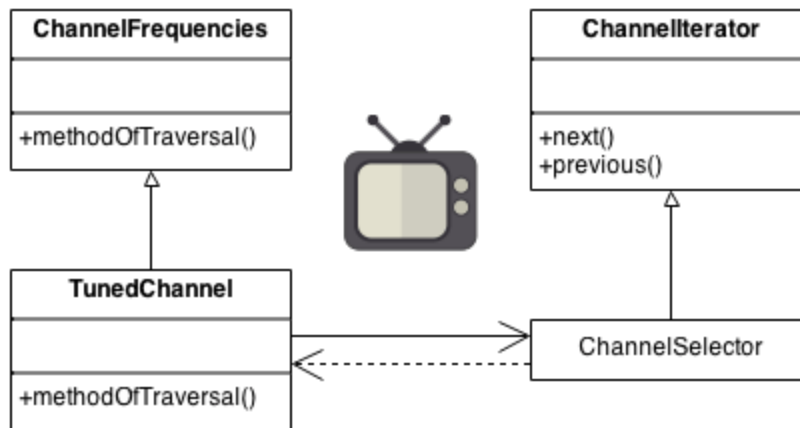 ChannelFrequencies
+methodOfTraversal()
ChannelIterator
+next()
+previous()
TunedChannel
+methodOfTraversal()
ChannelSelector